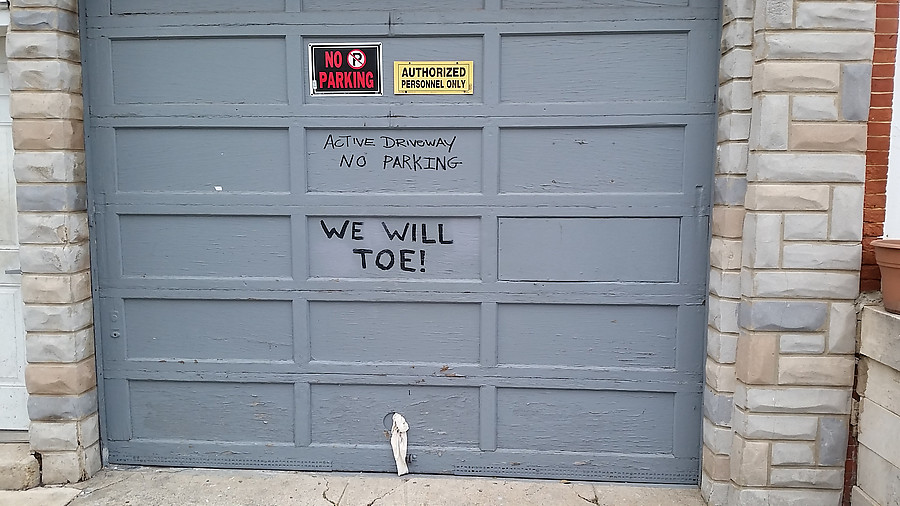 NO P
PARKING
AUTHORIZED
PERSONNEL ONLY
ACTIVE DRIVEWAY
NO PARKING
WE WILL
TOE!